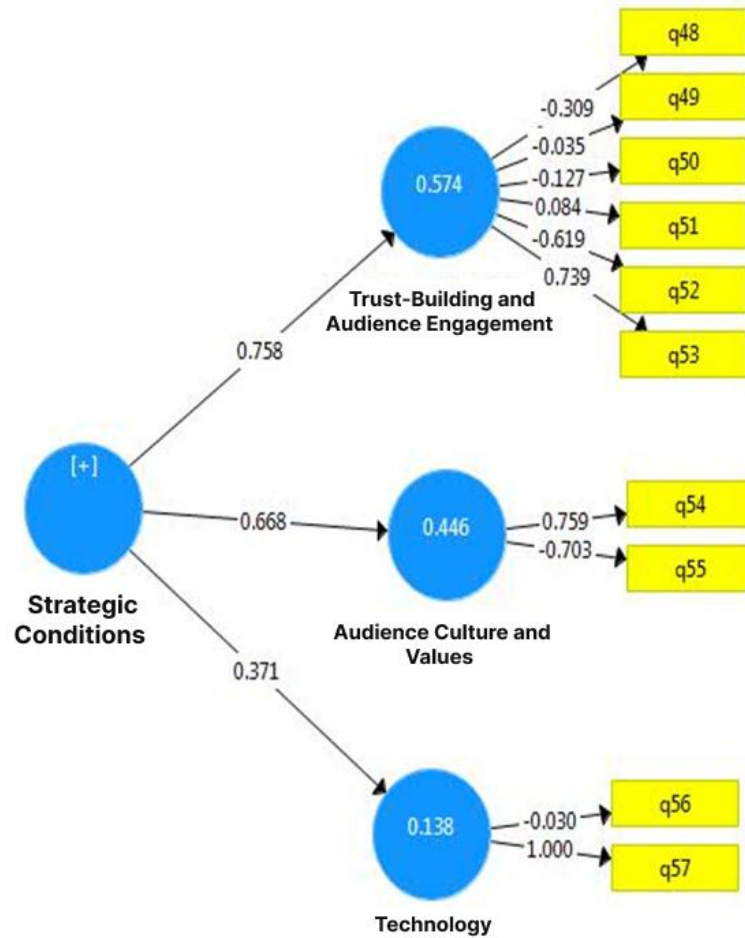 q48
-0.309
q49
-0.035
q50
-0.127
0.574
0.084
q51
-0.619
q52
0.739
q53
Trust-Building and
Audience Engagement
0.758
[+]
0.668
0.446
0.759
q54
-0.703
q55
Strategic
Conditions
Audience Culture and
Values
0.371
0.138
-0.030
q56
1.000
q57
Technology